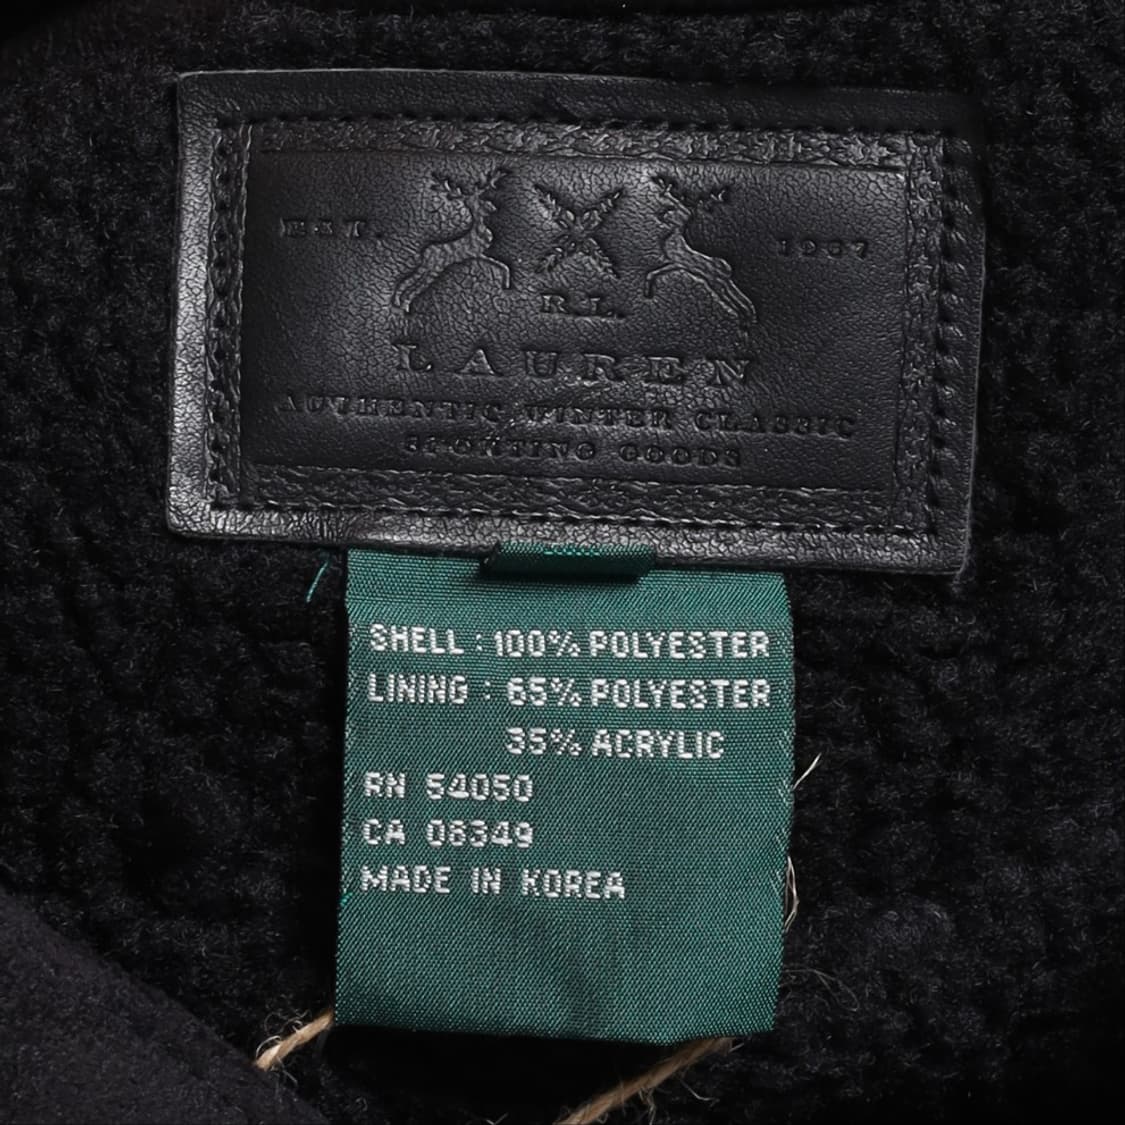 EST. 1967
R.L.
LAUREN
AUTHENTIC WINTER CLASSIC
SPORTING GOODS
SHELL : 100% POLYESTER
LINING : 65% POLYESTER
35% ACRYLIC
RN 54050
CA 06349
MADE IN KOREA